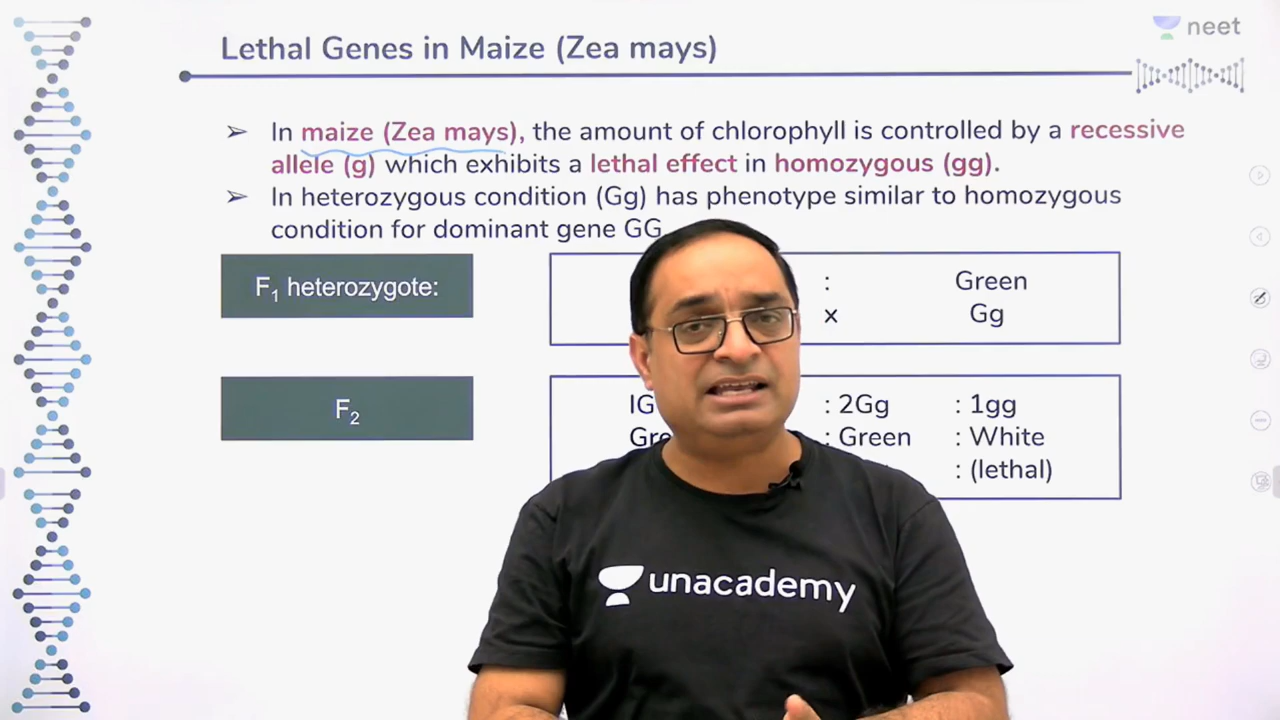 Lethal Genes in Maize (Zea mays)
neet
➢ In maize (Zea mays), the amount of chlorophyll is controlled by a recessive
allele (g) which exhibits a lethal effect in homozygous (gg).
➢ In heterozygous condition (Gg) has phenotype similar to homozygous
condition for dominant gene GG.
F₁ heterozygote:
: Green
x Gg
F₂
IG : 2Gg : 1gg
Gre : Green : White
: (lethal)
unacademy